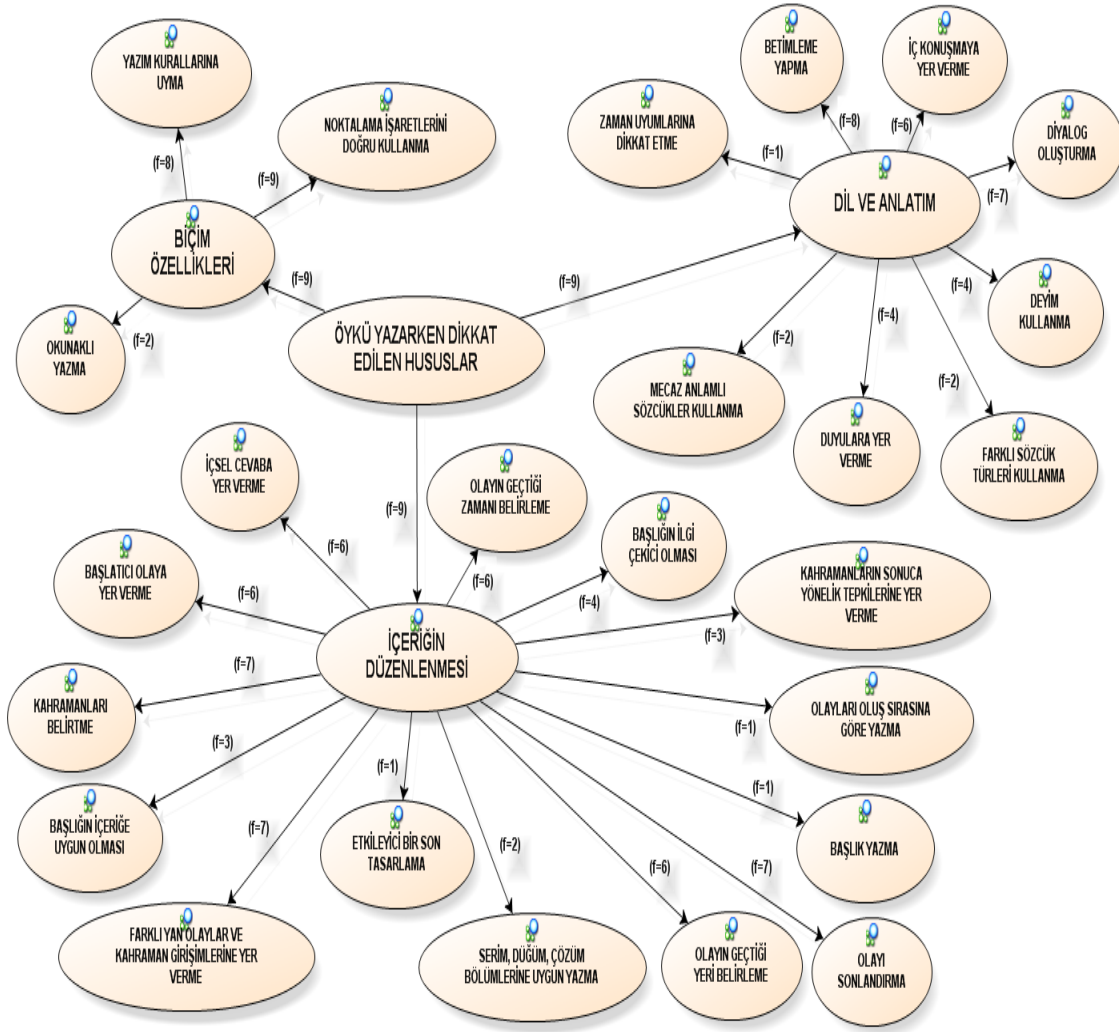 YAZIM KURALLARINA
UYMA
(f=8)
NOKTALAMA İŞARETLERİNİ
DOĞRU KULLANMA
(f=9)
BİÇİM
ÖZELLİKLERİ
(f=9)
OKUNAKLI
YAZMA
(f=2)
ÖYKÜ YAZARKEN DİKKAT
EDİLEN HUSUSLAR
(f=9)
BETİMLEME
YAPMA
(f=8)
İÇ KONUŞMAYA
YER VERME
(f=6)
ZAMAN UYUMLARINA
DİKKAT ETME
(f=1)
DİYALOG
OLUŞTURMA
(f=7)
DİL VE ANLATIM
DEYİM
KULLANMA
(f=4)
MECAZ ANLAMLI
SÖZCÜKLER KULLANMA
(f=2)
DUYULARA YER
VERME
(f=4)
FARKLI SÖZCÜK
TÜRLERİ KULLANMA
(f=2)
(f=9)
İÇSEL CEVABA
YER VERME
(f=6)
OLAYIN GEÇTİĞİ
ZAMANI BELİRLEME
(f=6)
BAŞLIĞIN İLGİ
ÇEKİCİ OLMASI
(f=4)
BAŞLATICI OLAYA
YER VERME
(f=6)
KAHRAMANLARIN SONUCA
YÖNELİK TEPKİLERİNE YER
VERME
(f=3)
İÇERİĞİN
DÜZENLENMESİ
KAHRAMANLARI
BELİRTME
(f=7)
OLAYLARI OLUŞ SIRASINA
GÖRE YAZMA
(f=1)
BAŞLIĞIN İÇERİĞE
UYGUN OLMASI
(f=3)
ETKİLEYİCİ BİR SON
TASARLAMA
(f=1)
BAŞLIK YAZMA
(f=1)
FARKLI YAN OLAYLAR VE
KAHRAMAN GİRİŞİMLERİNE YER
VERME
(f=7)
SERİM, DÜĞÜM, ÇÖZÜM
BÖLÜMLERİNE UYGUN YAZMA
(f=2)
OLAYIN GEÇTİĞİ
YERİ BELİRLEME
(f=6)
OLAYI
SONLANDIRMA
(f=7)